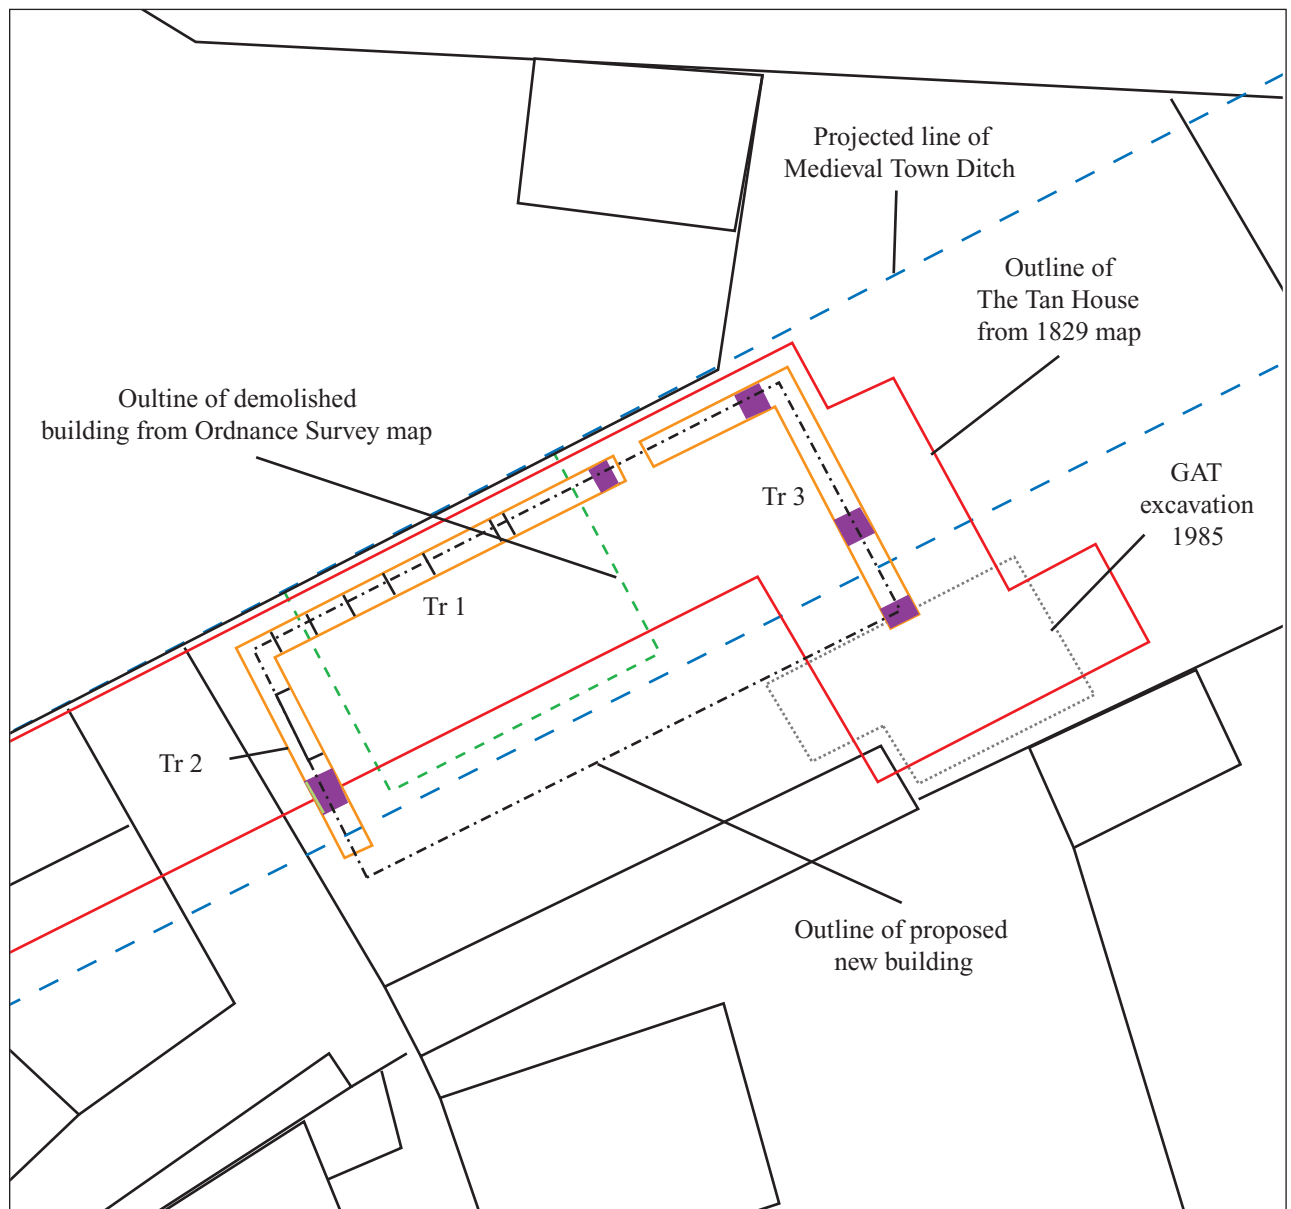 Projected line of
Medieval Town Ditch
Outline of
The Tan House
from 1829 map
Oultine of demolished
building from Ordnance Survey map
GAT
excavation
1985
Tr 3
Tr 1
Tr 2
Outline of proposed
new building